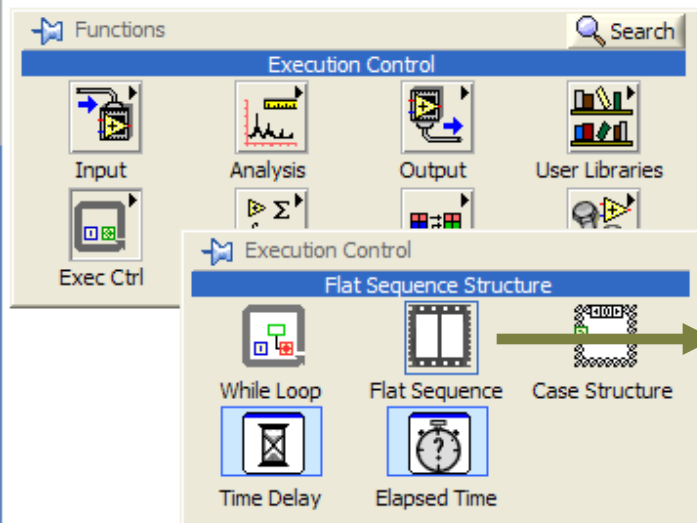 Functions
Search
Execution Control
Input
Analysis
Output
User Libraries
Exec Ctrl
Execution Control
Flat Sequence Structure
While Loop
Flat Sequence
Case Structure
Time Delay
Elapsed Time